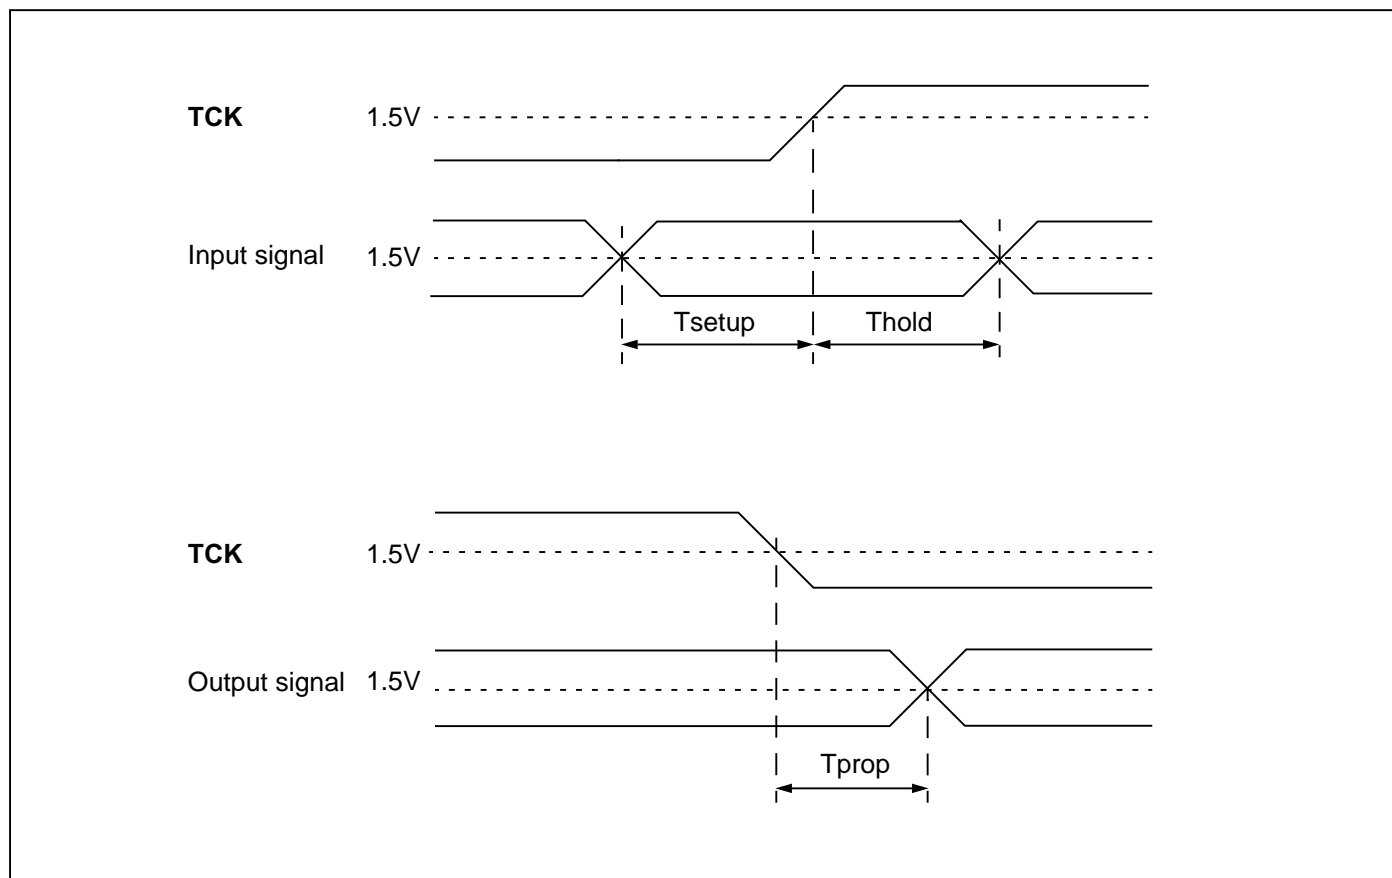 TCK 1.5V
Input signal 1.5V
Tsetup Thold
TCK 1.5V
Output signal 1.5V
Tprop